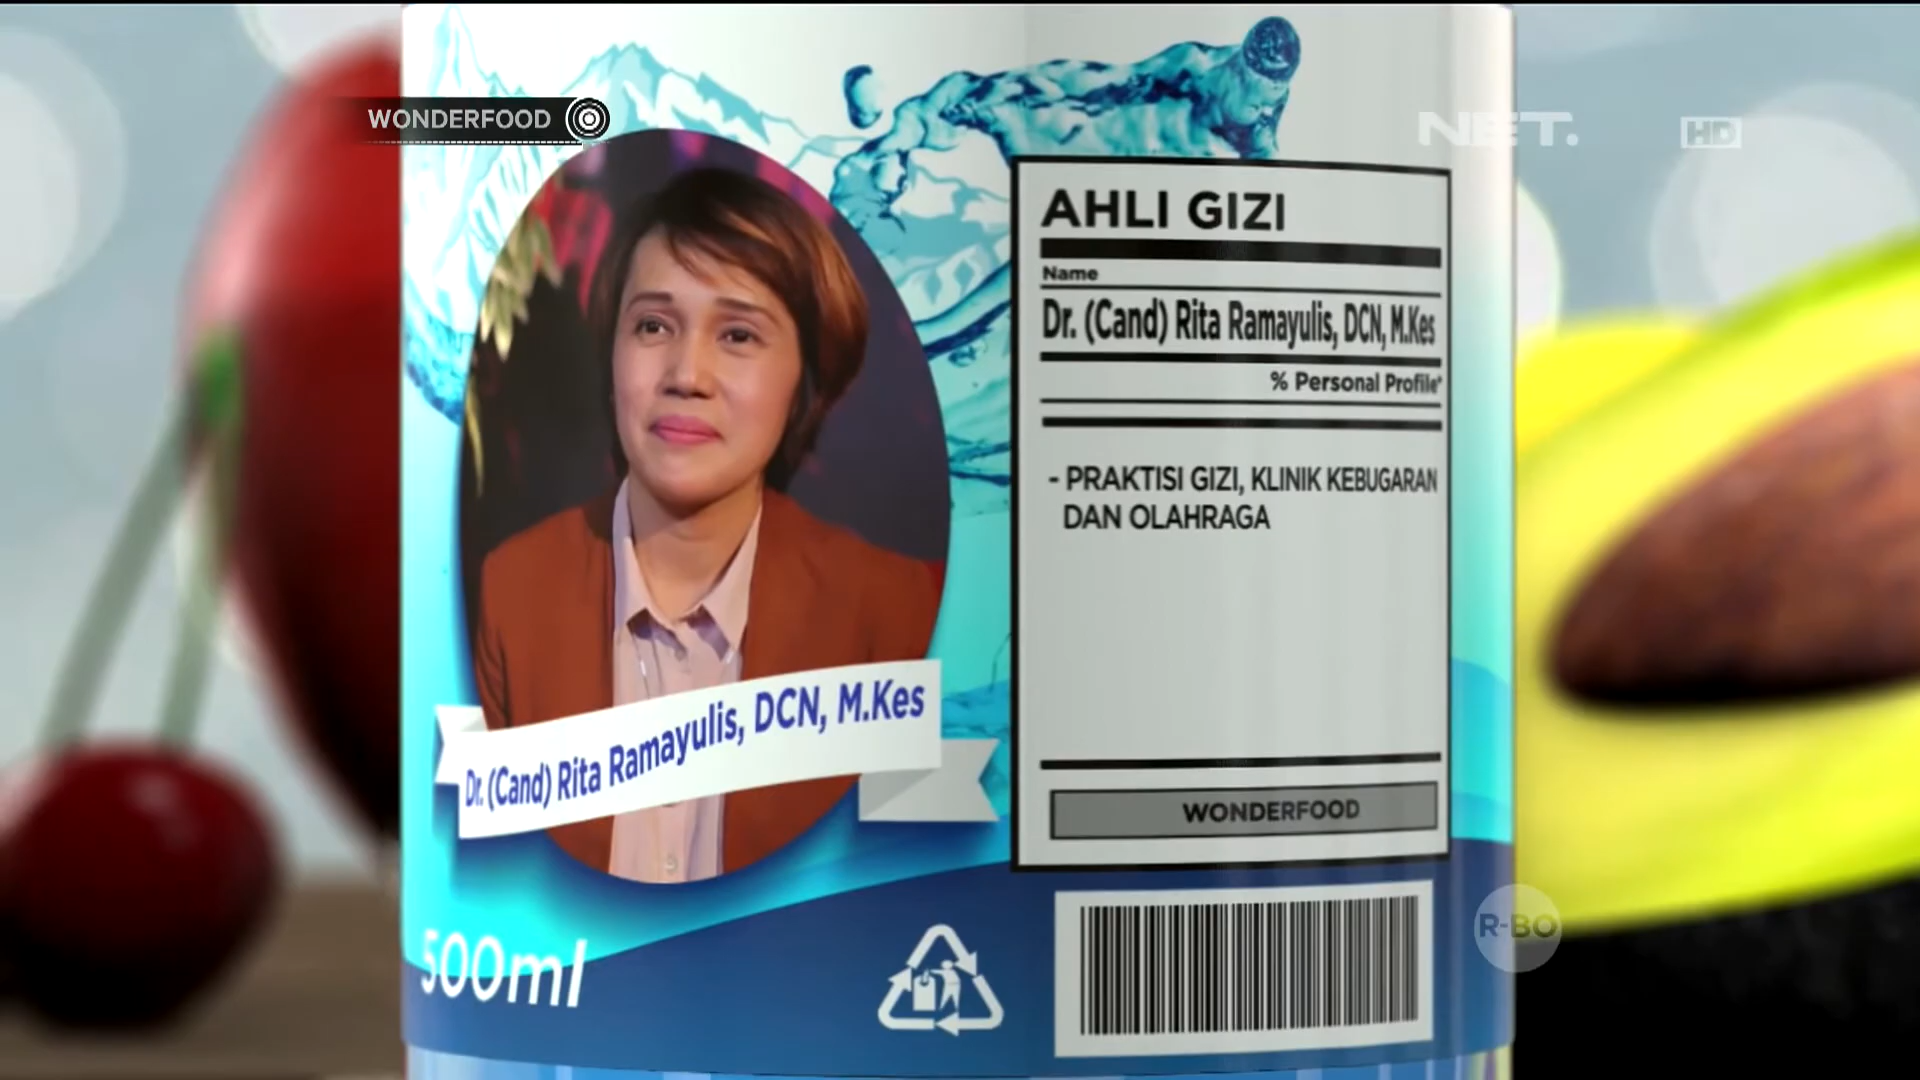 WONDERFOOD
NET.
HD
AHLI GIZI
Name
Dr. (Cand) Rita Ramayulis, DCN, M.Kes
% Personal Profile*
- PRAKTISI GIZI, KLINIK KEBUGARAN
DAN OLAHRAGA
WONDERFOOD
Dr. (Cand) Rita Ramayulis, DCN, M.Kes
500ml
R-BO